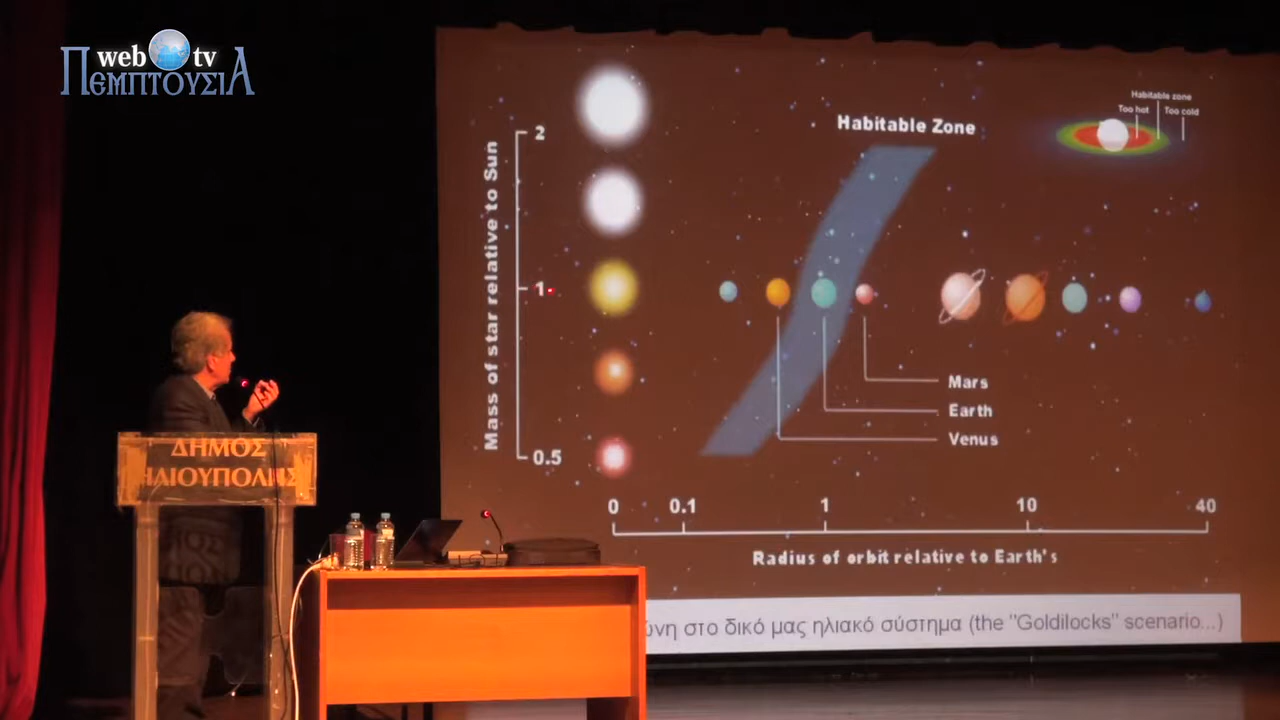 web tv
ΠΕΜΠΤΟΥΣΙΑ
Habitable zone
Too hot
Too cold
Habitable Zone
Mass of star relative to Sun
2
1
0.5
Mars
Earth
Venus
0
0.1
1
10
40
Radius of orbit relative to Earth's
στο δικό μας ηλιακό σύστημα (the "Goldilocks" scenario...)
ΔΗΜΟΣ
ΗΛΙΟΥΠΟΛΗΣ